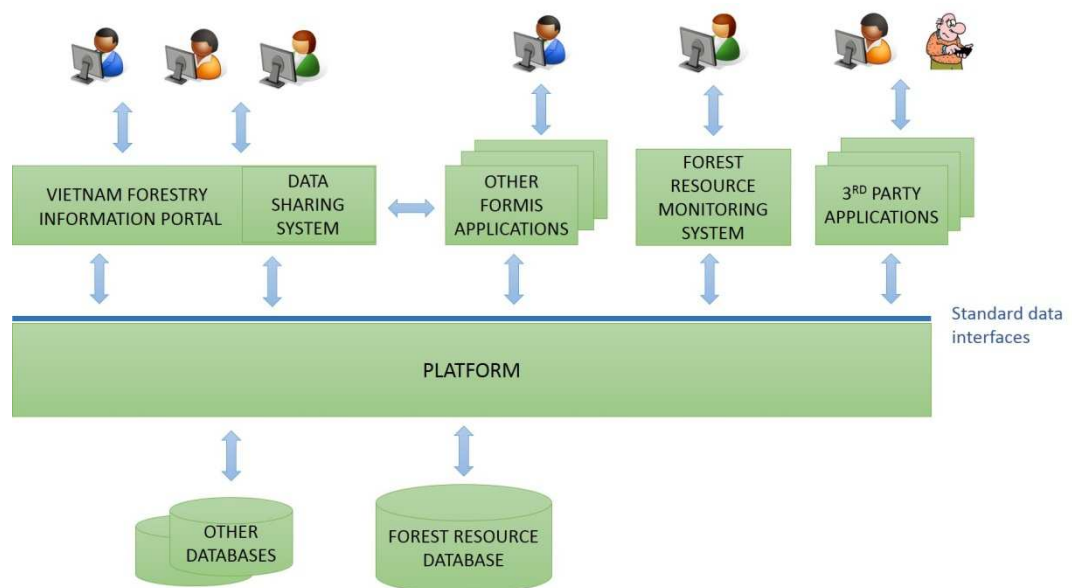 VIETNAM FORESTRY
INFORMATION PORTAL
DATA
SHARING
SYSTEM
OTHER
FORMIS
APPLICATIONS
FOREST
RESOURCE
MONITORING
SYSTEM
3RD PARTY
APPLICATIONS
Standard data
interfaces
PLATFORM
OTHER
DATABASES
FOREST RESOURCE
DATABASE